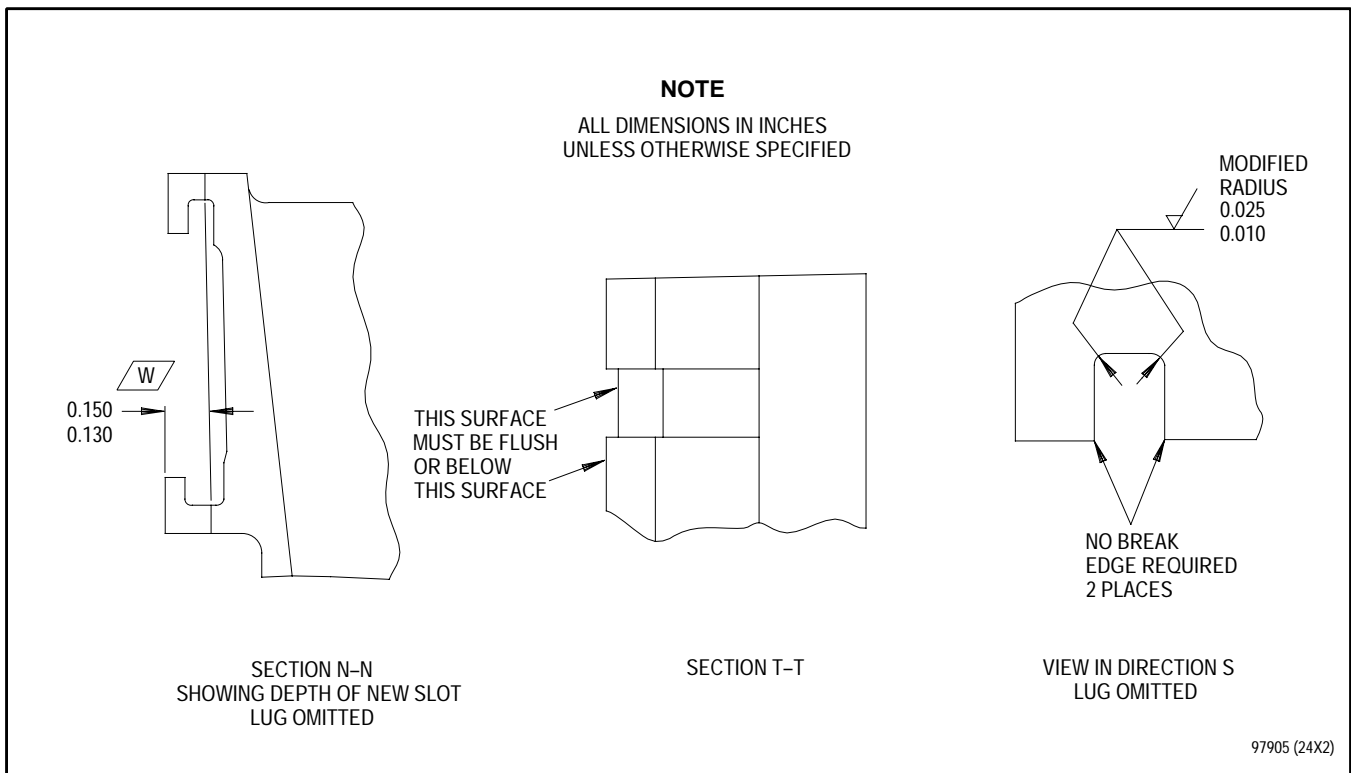 NOTE
ALL DIMENSIONS IN INCHES
UNLESS OTHERWISE SPECIFIED
W
0.150
0.130
SECTION N–N
SHOWING DEPTH OF NEW SLOT
LUG OMITTED
THIS SURFACE
MUST BE FLUSH
OR BELOW
THIS SURFACE
SECTION T–T
MODIFIED
RADIUS
0.025
0.010
NO BREAK
EDGE REQUIRED
2 PLACES
VIEW IN DIRECTION S
LUG OMITTED
97905 (24X2)